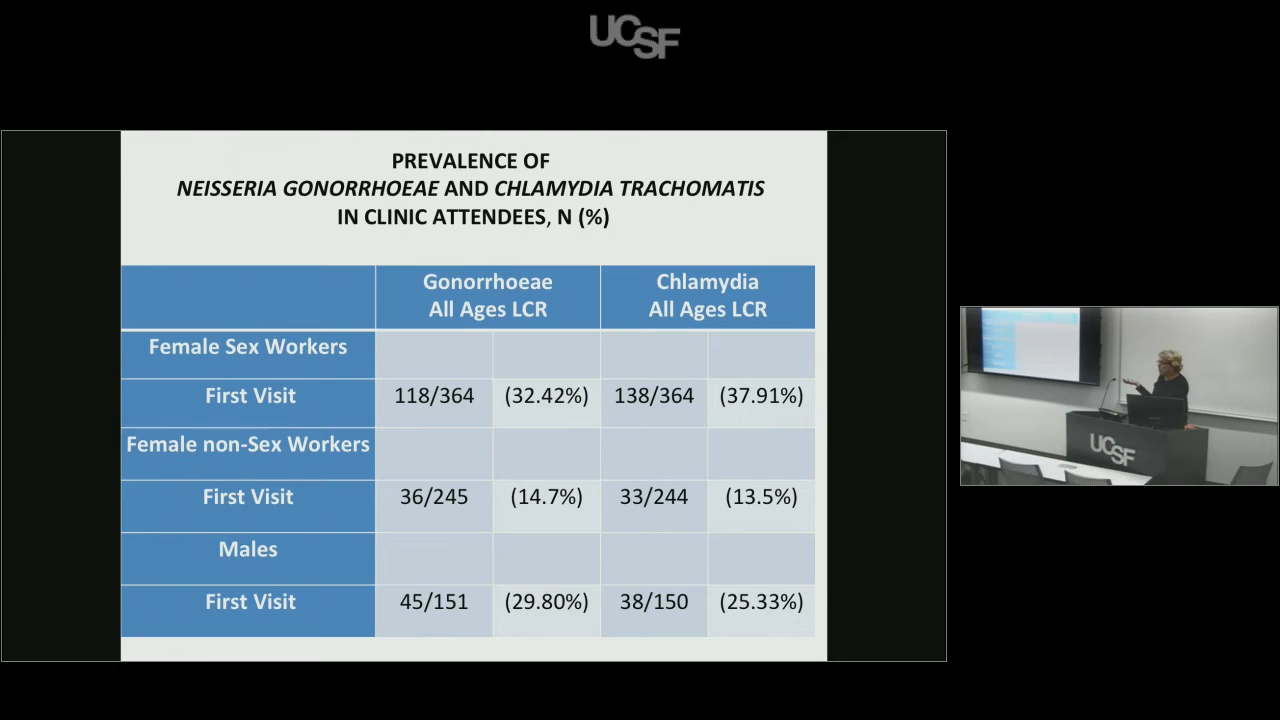 UCSF
PREVALENCE OF
NEISSERIA GONORRHOEAE AND CHLAMYDIA TRACHOMATIS
IN CLINIC ATTENDEES, N (%)
Gonorrhoeae
All Ages LCR
Chlamydia
All Ages LCR
Female Sex Workers
First Visit 118/364 (32.42%) 138/364 (37.91%)
Female non-Sex Workers
First Visit 36/245 (14.7%) 33/244 (13.5%)
Males
First Visit 45/151 (29.80%) 38/150 (25.33%)
UCSF